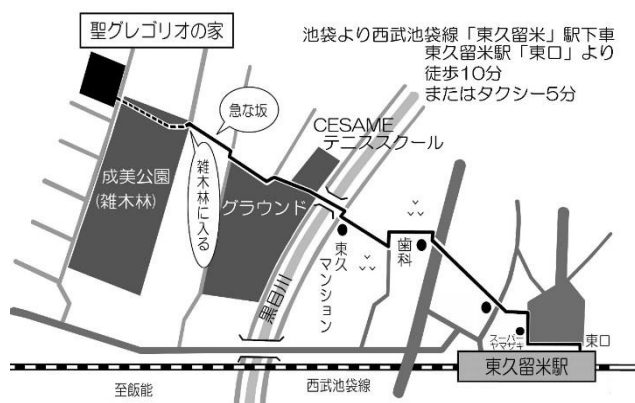 聖グレゴリオの家
池袋より西武池袋線「東久留米」駅下車
東久留米駅「東口」より
徒歩10分
またはタクシー5分
急な坂
CESAME
テニススクール
成美公園
(雑木林)
雑木林に入る
グラウンド
東久
マンション
歯科
黒目川
スーパー
ヤマザキ
東口
東久留米駅
至飯能
西武池袋線